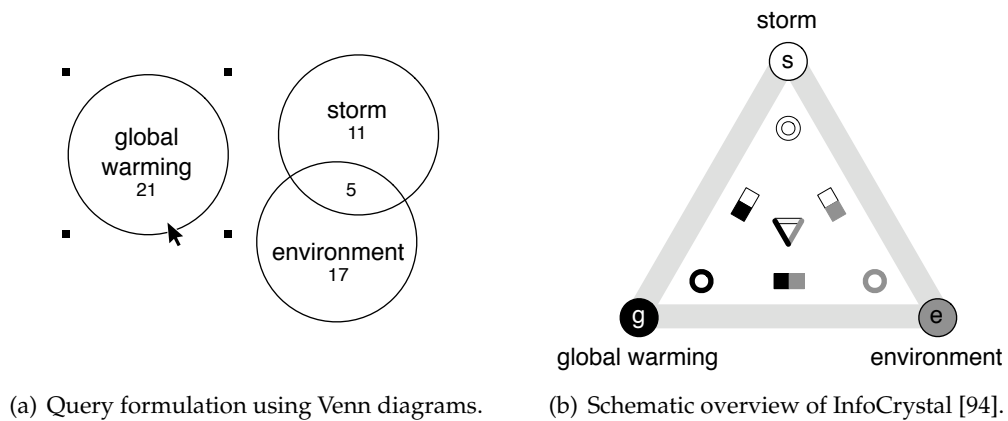 global
warming
21
storm
11
5
environment
17
storm
s
g
e
global warming
environment
(a) Query formulation using Venn diagrams.
(b) Schematic overview of InfoCrystal [94].